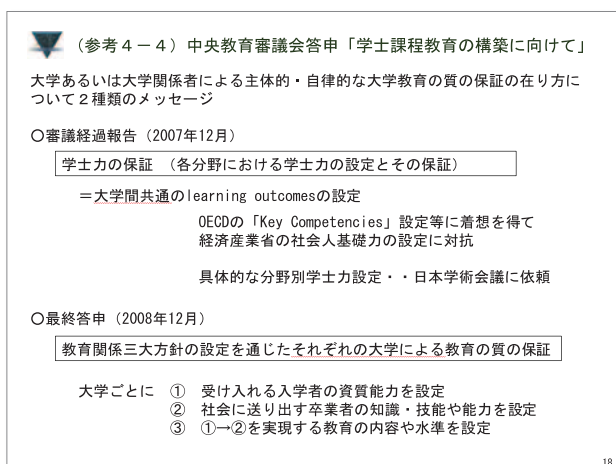 （参考４－４）中央教育審議会答申「学士課程教育の構築に向けて」
大学あるいは大学関係者による主体的・自律的な大学教育の質の保証の在り方に
ついて２種類のメッセージ
〇審議経過報告（2007年12月）
学士力の保証　（各分野における学士力の設定とその保証）
＝大学間共通のlearning outcomesの設定
OECDの「Key Competencies」設定等に着想を得て
経済産業省の社会人基礎力の設定に対抗
具体的な分野別学士力設定・・日本学術会議に依頼
〇最終答申（2008年12月）
教育関係三大方針の設定を通じたそれぞれの大学による教育の質の保証
大学ごとに　①　受け入れる入学者の資質能力を設定
②　社会に送り出す卒業者の知識・技能や能力を設定
③　①→②を実現する教育の内容や水準を設定
18